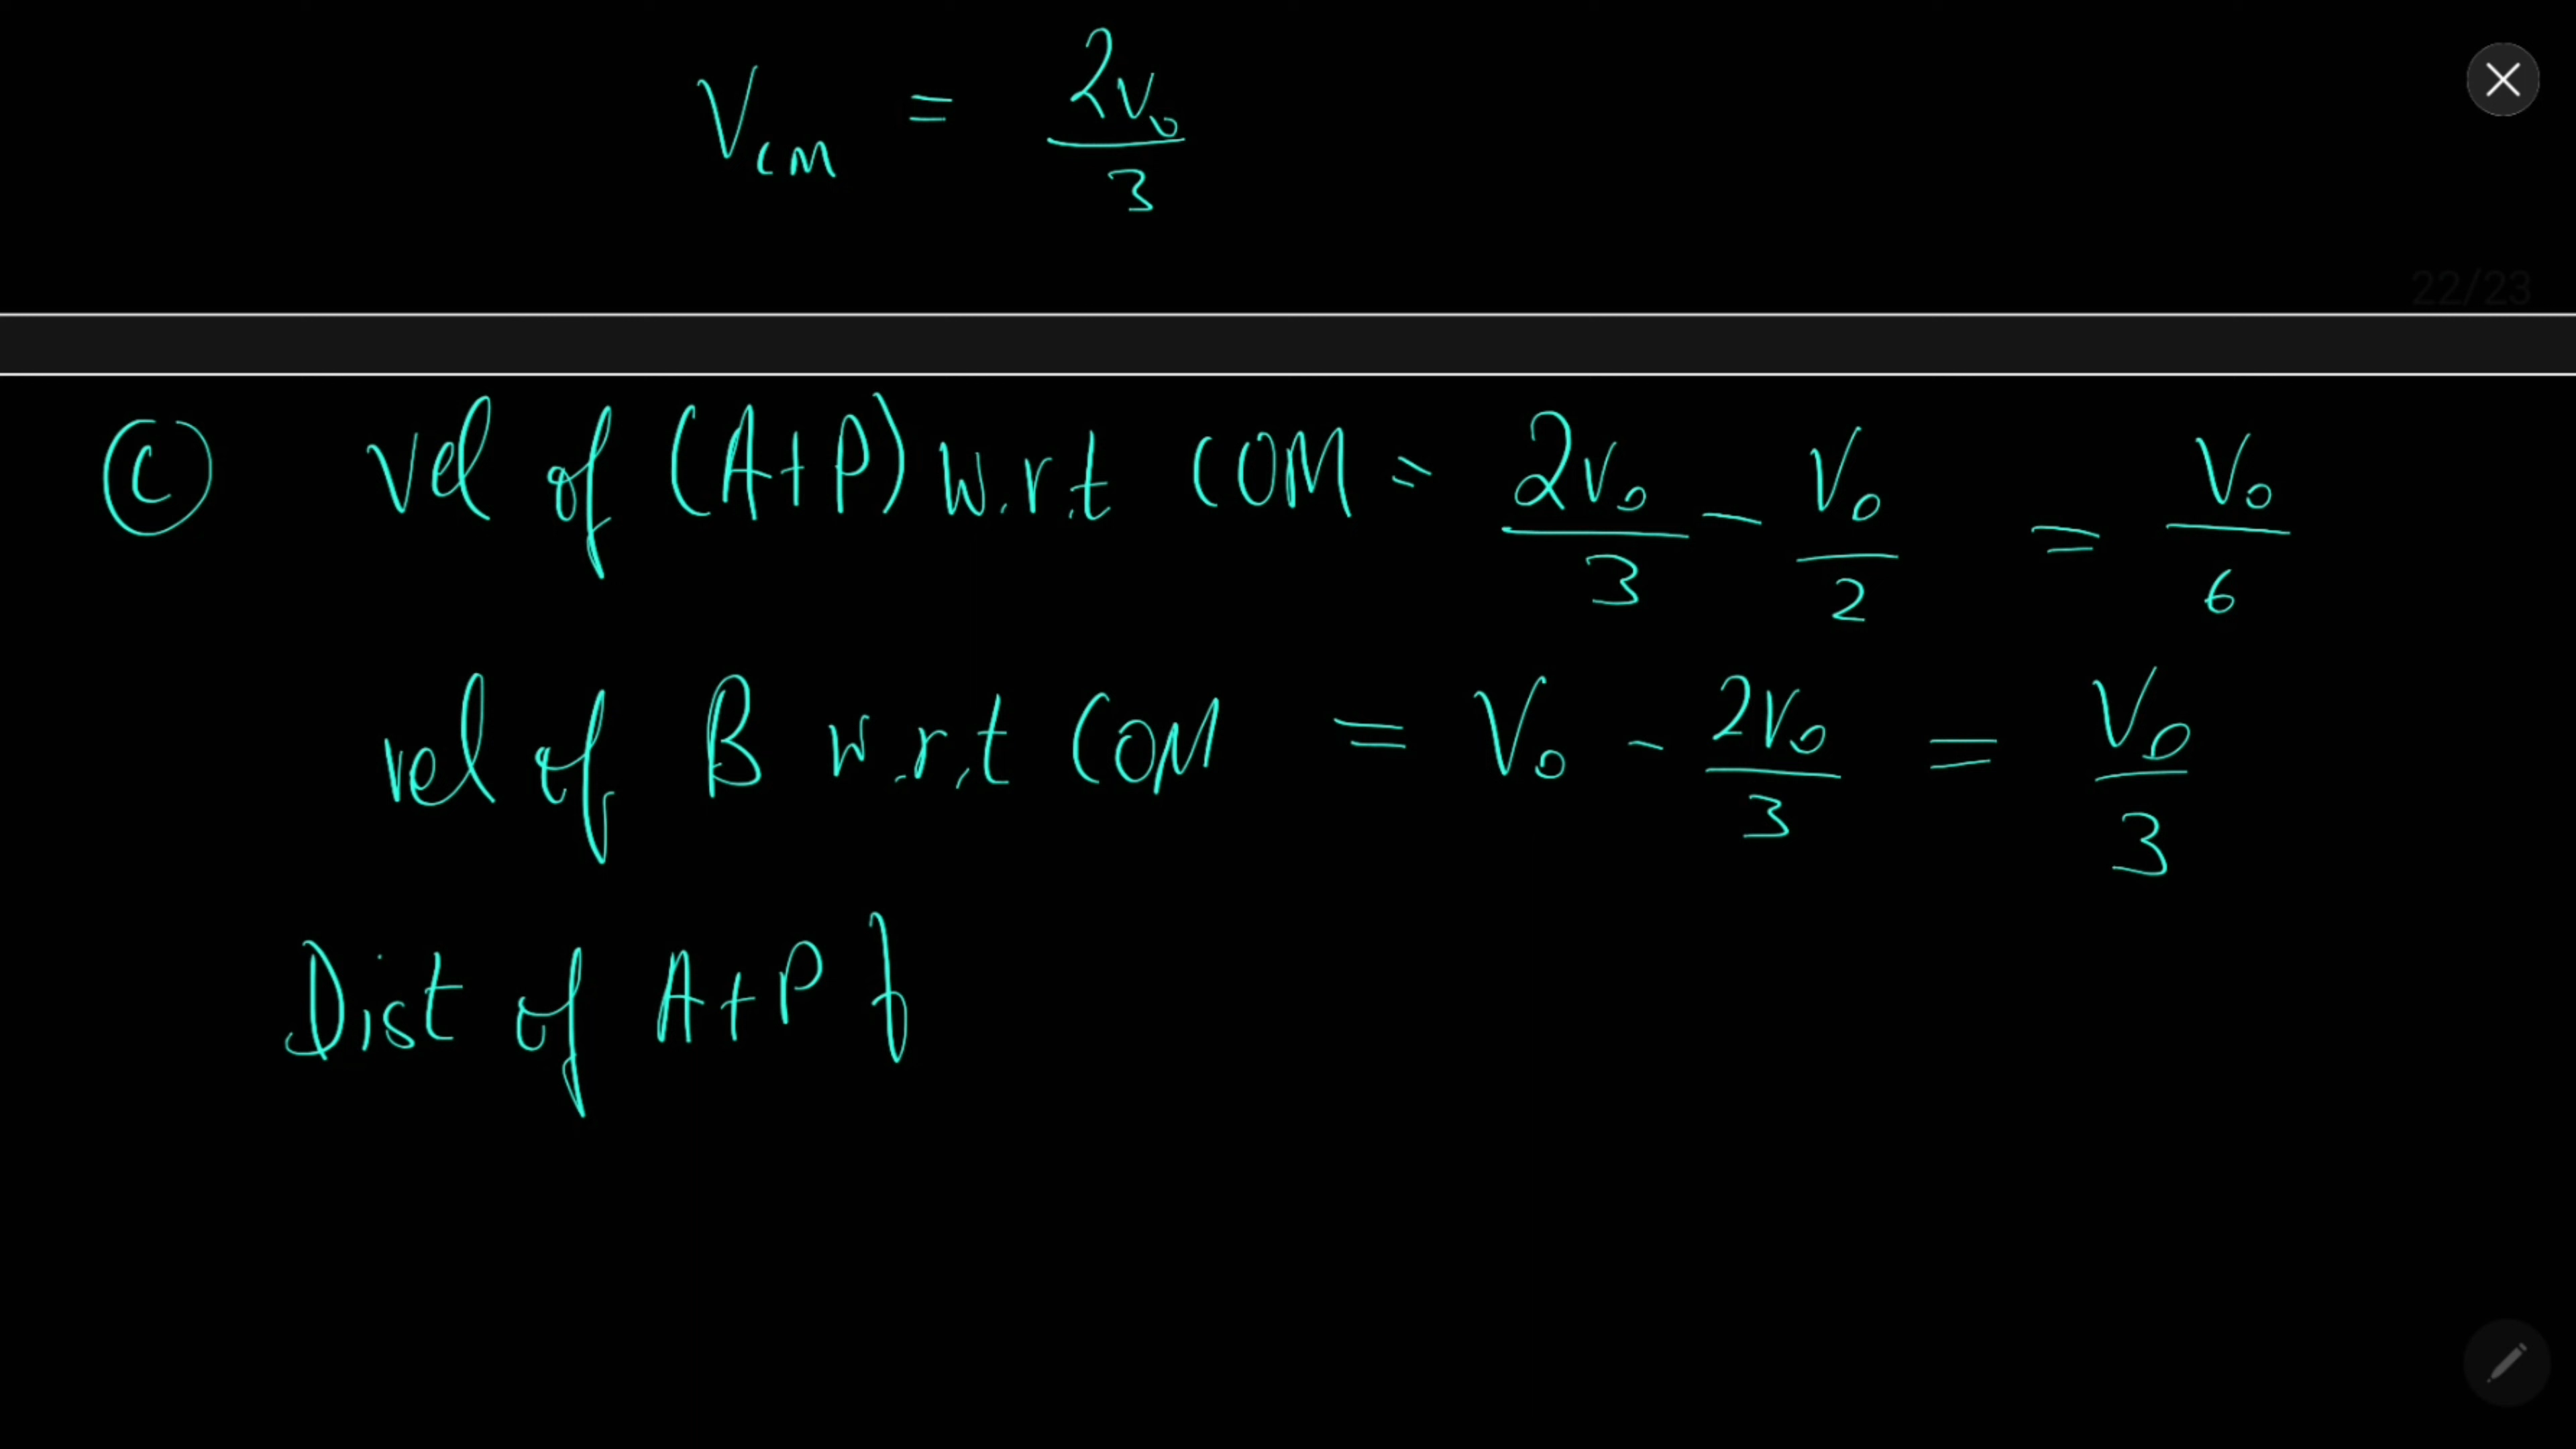 V_CM = 2v₀/3
22/23
(C) Vel of (A+P) w.r.t COM = 2v₀/3 - V₀/2 = V₀/6
vel of B w.r.t COM = V₀ - 2V₀/3 = V₀/3
Dist of A+P f